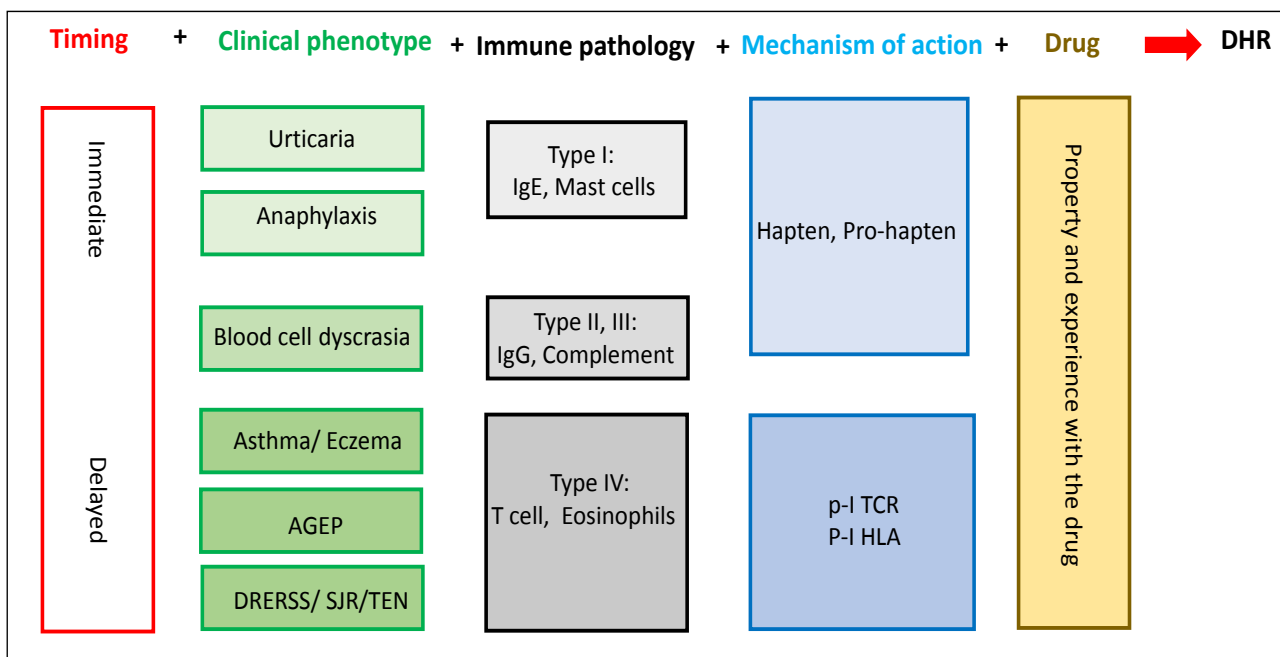 Timing + Clinical phenotype + Immune pathology + Mechanism of action + Drug DHR
Immediate
Delayed
Urticaria
Anaphylaxis
Blood cell dyscrasia
Asthma/ Eczema
AGEP
DRERSS/ SJR/TEN
Type I:
IgE, Mast cells
Type II, III:
IgG, Complement
Type IV:
T cell, Eosinophils
Hapten, Pro-hapten
p-I TCR
P-I HLA
Property and experience with the drug